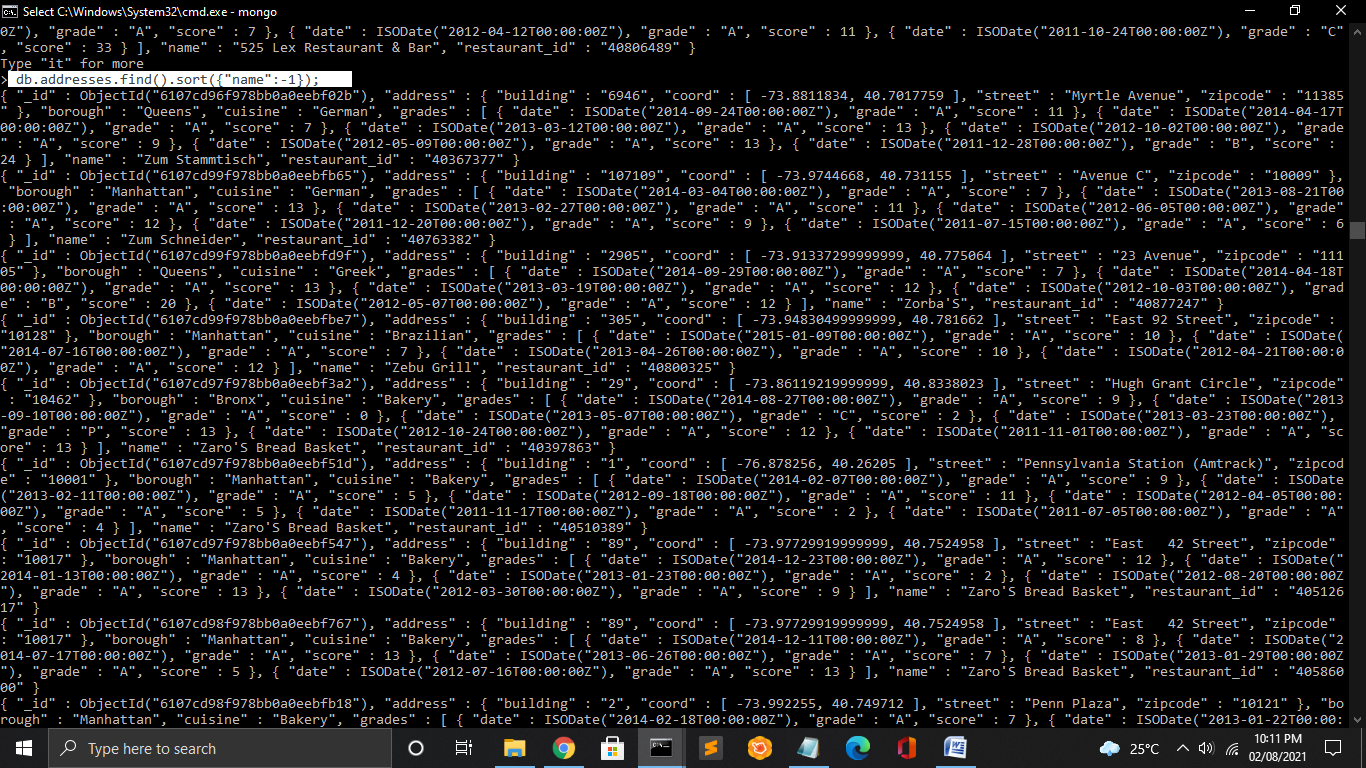 Select C:\Windows\System32\cmd.exe - mongo
0Z"), "grade" : "A", "score" : 7 }, { "date" : ISODate("2012-04-12T00:00:00Z"), "grade" : "A", "score" : 11 }, { "date" : ISODate("2011-10-24T00:00:00Z"), "grade" : "C"
, "score" : 33 } ], "name" : "525 Lex Restaurant & Bar", "restaurant_id" : "40806489" }
Type "it" for more
> db.addresses.find().sort({"name":-1});
{ "_id" : ObjectId("6107cd96f978bb0a0eebf02b"), "address" : { "building" : "6946", "coord" : [ -73.8811834, 40.7017759 ], "street" : "Myrtle Avenue", "zipcode" : "11385
" }, "borough" : "Queens", "cuisine" : "German", "grades" : [ { "date" : ISODate("2014-09-24T00:00:00Z"), "grade" : "A", "score" : 11 }, { "date" : ISODate("2014-04-17T
00:00:00Z"), "grade" : "A", "score" : 7 }, { "date" : ISODate("2013-03-12T00:00:00Z"), "grade" : "A", "score" : 13 }, { "date" : ISODate("2012-10-02T00:00:00Z"), "grade
" : "A", "score" : 9 }, { "date" : ISODate("2012-05-09T00:00:00Z"), "grade" : "A", "score" : 13 }, { "date" : ISODate("2011-12-28T00:00:00Z"), "grade" : "B", "score" :
24 } ], "name" : "Zum Stammtisch", "restaurant_id" : "40367377" }
{ "_id" : ObjectId("6107cd99f978bb0a0eebfb65"), "address" : { "building" : "107109", "coord" : [ -73.9744668, 40.731155 ], "street" : "Avenue C", "zipcode" : "10009" },
 "borough" : "Manhattan", "cuisine" : "German", "grades" : [ { "date" : ISODate("2014-03-04T00:00:00Z"), "grade" : "A", "score" : 7 }, { "date" : ISODate("2013-08-21T00
:00:00Z"), "grade" : "A", "score" : 13 }, { "date" : ISODate("2013-02-27T00:00:00Z"), "grade" : "A", "score" : 11 }, { "date" : ISODate("2012-06-05T00:00:00Z"), "grade"
 : "A", "score" : 12 }, { "date" : ISODate("2011-12-20T00:00:00Z"), "grade" : "A", "score" : 9 }, { "date" : ISODate("2011-07-15T00:00:00Z"), "grade" : "A", "score" : 6
 } ], "name" : "Zum Schneider", "restaurant_id" : "40763382" }
{ "_id" : ObjectId("6107cd99f978bb0a0eebfd9f"), "address" : { "building" : "2905", "coord" : [ -73.91337299999999, 40.775064 ], "street" : "23 Avenue", "zipcode" : "111
05" }, "borough" : "Queens", "cuisine" : "Greek", "grades" : [ { "date" : ISODate("2014-09-29T00:00:00Z"), "grade" : "A", "score" : 7 }, { "date" : ISODate("2014-04-18T
00:00:00Z"), "grade" : "A", "score" : 13 }, { "date" : ISODate("2013-03-19T00:00:00Z"), "grade" : "A", "score" : 12 }, { "date" : ISODate("2012-10-03T00:00:00Z"), "grad
e" : "B", "score" : 20 }, { "date" : ISODate("2012-05-07T00:00:00Z"), "grade" : "A", "score" : 12 } ], "name" : "Zorba'S", "restaurant_id" : "40877247" }
{ "_id" : ObjectId("6107cd99f978bb0a0eebfbe7"), "address" : { "building" : "305", "coord" : [ -73.94830499999999, 40.781662 ], "street" : "East 92 Street", "zipcode" :
"10128" }, "borough" : "Manhattan", "cuisine" : "Brazilian", "grades" : [ { "date" : ISODate("2015-01-09T00:00:00Z"), "grade" : "A", "score" : 10 }, { "date" : ISODate(
"2014-07-16T00:00:00Z"), "grade" : "A", "score" : 7 }, { "date" : ISODate("2013-04-26T00:00:00Z"), "grade" : "A", "score" : 10 }, { "date" : ISODate("2012-04-21T00:00:0
0Z"), "grade" : "A", "score" : 12 } ], "name" : "Zebu Grill", "restaurant_id" : "40800325" }
{ "_id" : ObjectId("6107cd97f978bb0a0eebf3a2"), "address" : { "building" : "29", "coord" : [ -73.86119219999999, 40.8338023 ], "street" : "Hugh Grant Circle", "zipcode"
 : "10462" }, "borough" : "Bronx", "cuisine" : "Bakery", "grades" : [ { "date" : ISODate("2014-08-27T00:00:00Z"), "grade" : "A", "score" : 9 }, { "date" : ISODate("2013
-09-10T00:00:00Z"), "grade" : "A", "score" : 0 }, { "date" : ISODate("2013-05-07T00:00:00Z"), "grade" : "C", "score" : 2 }, { "date" : ISODate("2013-03-23T00:00:00Z"),
"grade" : "P", "score" : 13 }, { "date" : ISODate("2012-10-24T00:00:00Z"), "grade" : "A", "score" : 12 }, { "date" : ISODate("2011-11-01T00:00:00Z"), "grade" : "A", "sc
ore" : 13 } ], "name" : "Zaro'S Bread Basket", "restaurant_id" : "40397863" }
{ "_id" : ObjectId("6107cd97f978bb0a0eebf51d"), "address" : { "building" : "1", "coord" : [ -76.878256, 40.26205 ], "street" : "Pennsylvania Station (Amtrack)", "zipcod
e" : "10001" }, "borough" : "Manhattan", "cuisine" : "Bakery", "grades" : [ { "date" : ISODate("2014-02-07T00:00:00Z"), "grade" : "A", "score" : 9 }, { "date" : ISODate
("2013-02-11T00:00:00Z"), "grade" : "A", "score" : 5 }, { "date" : ISODate("2012-09-18T00:00:00Z"), "grade" : "A", "score" : 11 }, { "date" : ISODate("2012-04-05T00:00:
00Z"), "grade" : "A", "score" : 5 }, { "date" : ISODate("2011-11-17T00:00:00Z"), "grade" : "A", "score" : 2 }, { "date" : ISODate("2011-07-05T00:00:00Z"), "grade" : "A"
, "score" : 4 } ], "name" : "Zaro'S Bread Basket", "restaurant_id" : "40510389" }
{ "_id" : ObjectId("6107cd97f978bb0a0eebf547"), "address" : { "building" : "89", "coord" : [ -73.97729919999999, 40.7524958 ], "street" : "East   42 Street", "zipcode"
: "10017" }, "borough" : "Manhattan", "cuisine" : "Bakery", "grades" : [ { "date" : ISODate("2014-12-23T00:00:00Z"), "grade" : "A", "score" : 12 }, { "date" : ISODate("
2014-01-13T00:00:00Z"), "grade" : "A", "score" : 4 }, { "date" : ISODate("2013-01-23T00:00:00Z"), "grade" : "A", "score" : 2 }, { "date" : ISODate("2012-08-20T00:00:00Z
"), "grade" : "A", "score" : 13 }, { "date" : ISODate("2012-03-30T00:00:00Z"), "grade" : "A", "score" : 9 } ], "name" : "Zaro'S Bread Basket", "restaurant_id" : "405126
17" }
{ "_id" : ObjectId("6107cd98f978bb0a0eebf767"), "address" : { "building" : "89", "coord" : [ -73.97729919999999, 40.7524958 ], "street" : "East   42 Street", "zipcode"
: "10017" }, "borough" : "Manhattan", "cuisine" : "Bakery", "grades" : [ { "date" : ISODate("2014-12-11T00:00:00Z"), "grade" : "A", "score" : 8 }, { "date" : ISODate("2
014-07-17T00:00:00Z"), "grade" : "A", "score" : 13 }, { "date" : ISODate("2013-06-26T00:00:00Z"), "grade" : "A", "score" : 7 }, { "date" : ISODate("2013-01-29T00:00:00Z
"), "grade" : "A", "score" : 5 }, { "date" : ISODate("2012-07-16T00:00:00Z"), "grade" : "A", "score" : 13 } ], "name" : "Zaro'S Bread Basket", "restaurant_id" : "405860
00" }
{ "_id" : ObjectId("6107cd98f978bb0a0eebfb18"), "address" : { "building" : "2", "coord" : [ -73.992255, 40.749712 ], "street" : "Penn Plaza", "zipcode" : "10121" }, "bo
rough" : "Manhattan", "cuisine" : "Bakery", "grades" : [ { "date" : ISODate("2014-02-18T00:00:00Z"), "grade" : "A", "score" : 7 }, { "date" : ISODate("2013-01-22T00:00:
Type here to search
25°C
10:11 PM
02/08/2021